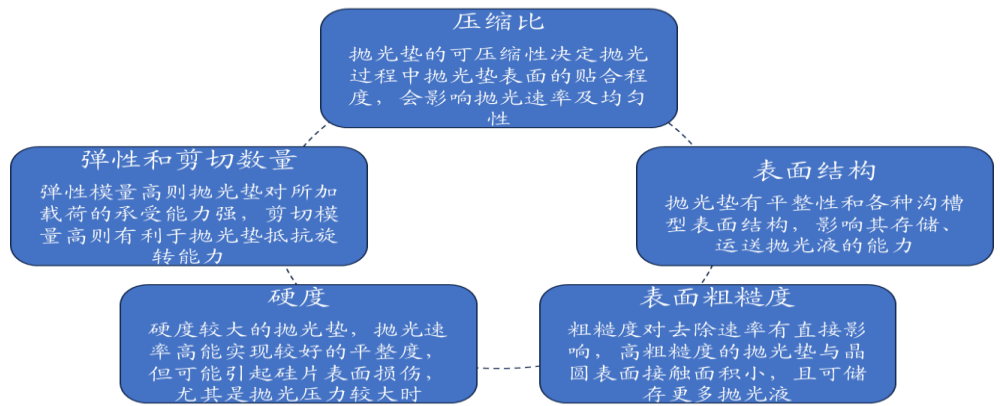 压缩比
抛光垫的可压缩性决定抛光
过程中抛光垫表面的贴合程
度，会影响抛光速率及均匀
性
弹性和剪切数量
弹性模量高则抛光垫对所加
载荷的承受能力强，剪切模
量高则有利于抛光垫抵抗旋
转能力
表面结构
抛光垫有平整性和各种沟槽
型表面结构，影响其存储、
运送抛光液的能力
硬度
硬度较大的抛光垫，抛光速
率高能实现较好的平整度，
但可能引起硅片表面损伤，
尤其是抛光压力较大时
表面粗糙度
粗糙度对去除速率有直接影
响，高粗糙度的抛光垫与晶
圆表面接触面积小，且可储
存更多抛光液